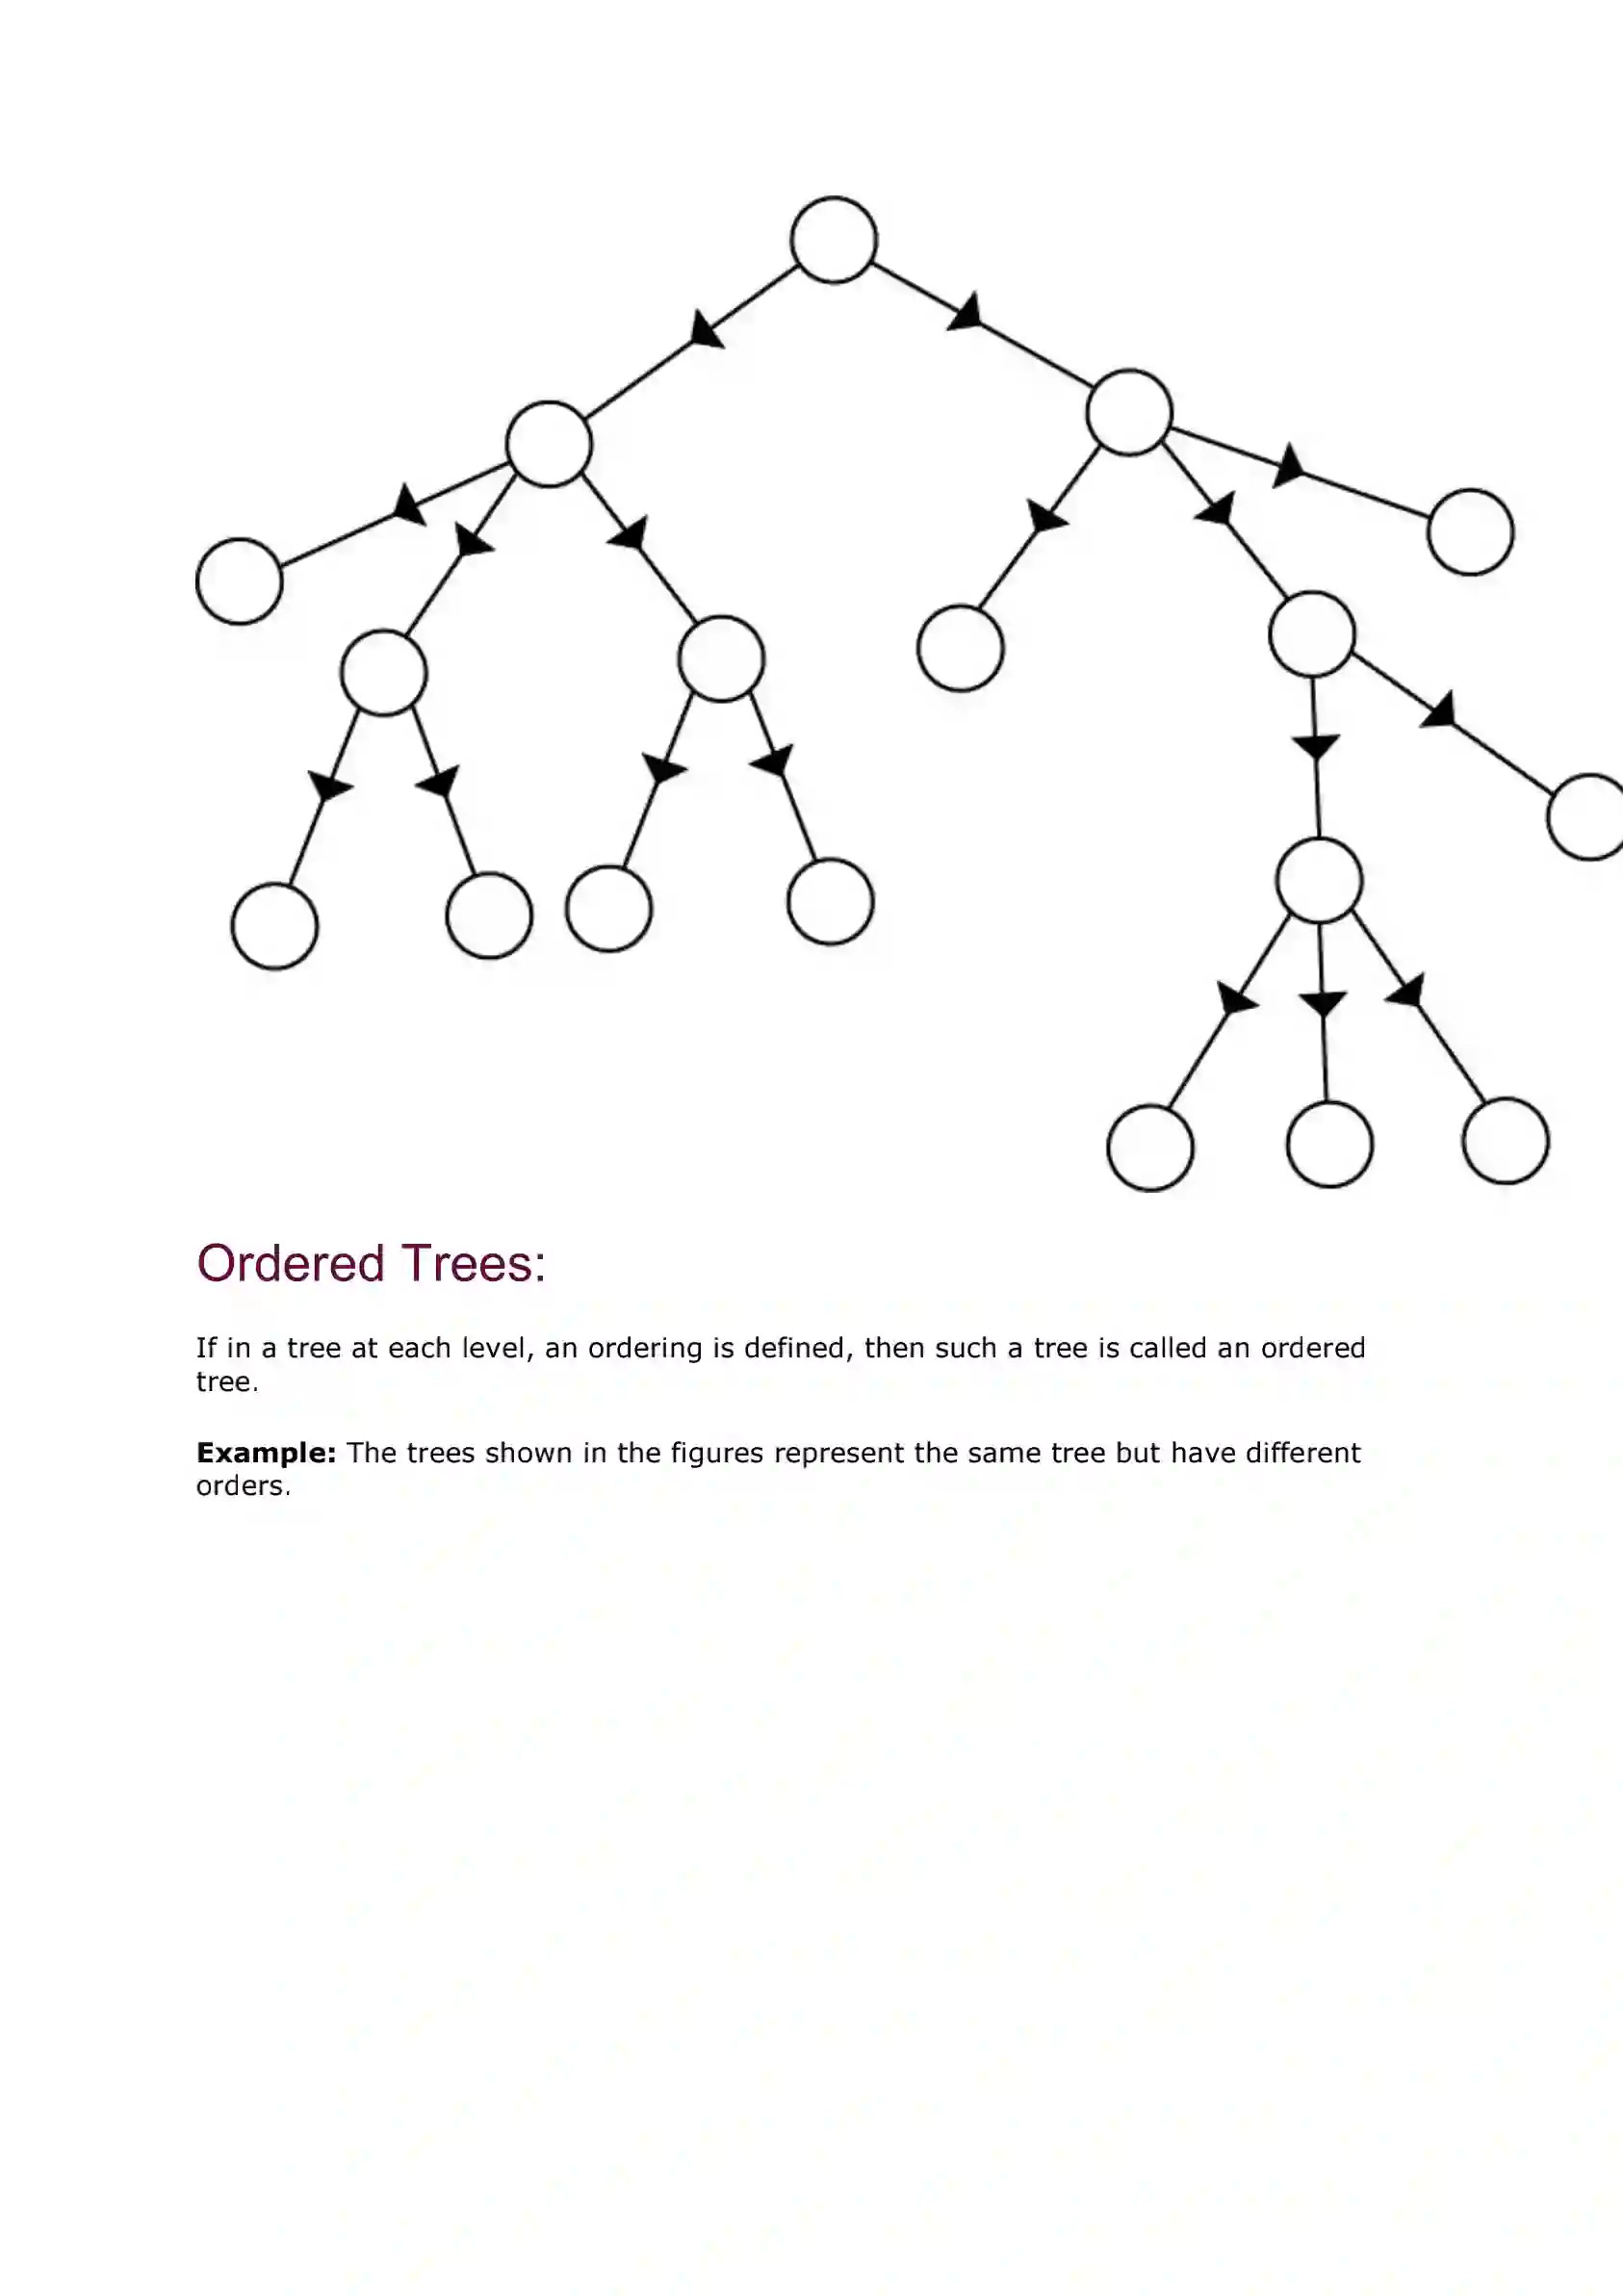 Ordered Trees:
If in a tree at each level, an ordering is defined, then such a tree is called an ordered
tree.
Example: The trees shown in the figures represent the same tree but have different
orders.